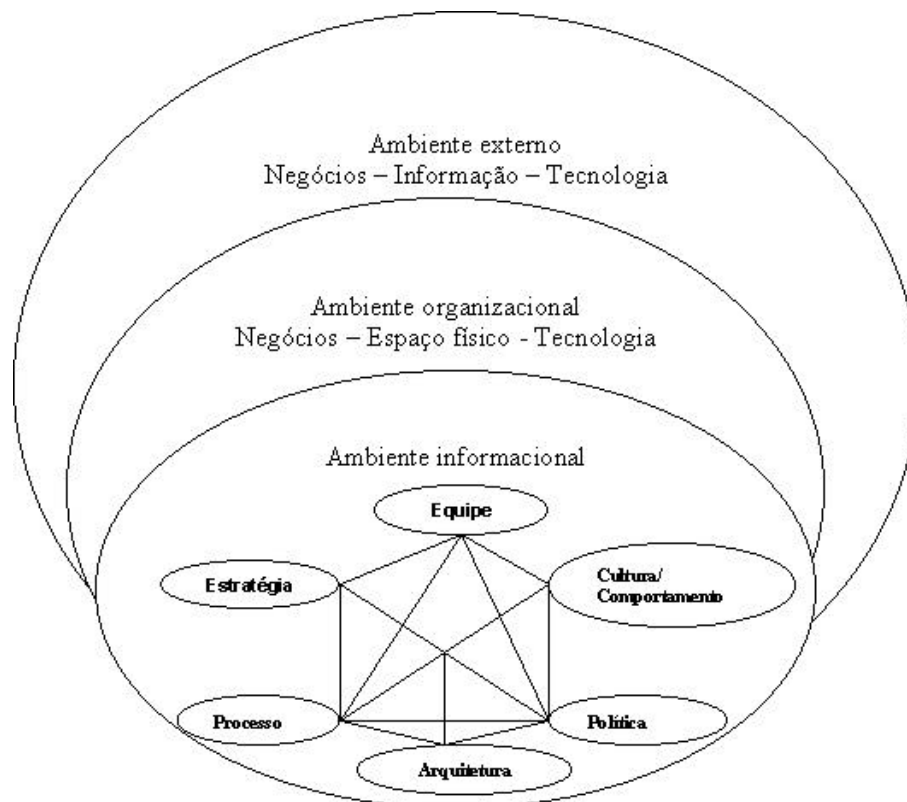 Ambiente externo
Negócios – Informação – Tecnologia
Ambiente organizacional
Negócios – Espaço físico - Tecnologia
Ambiente informacional
Equipe
Estratégia
Cultura/
Comportamento
Processo
Política
Arquitetura